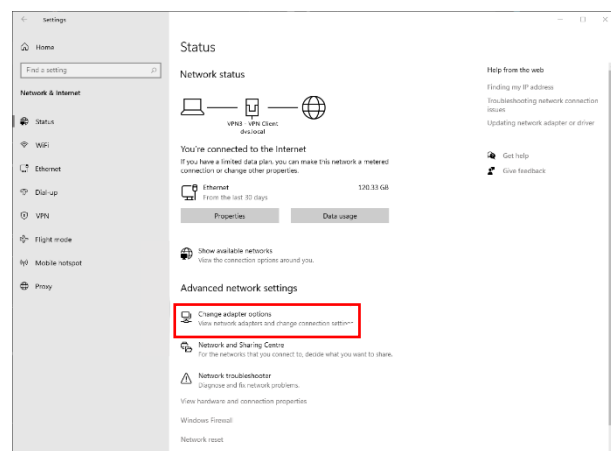 Settings
Home
Find a setting
Network & Internet
Status
WiFi
Ethernet
Dial-up
VPN
Flight mode
Mobile hotspot
Proxy
Status
Network status
VPN3 - VPN Client
dvs.local
You're connected to the Internet
If you have a limited data plan, you can make this network a metered
connection or change other properties.
Ethernet
From the last 30 days
120.33 GB
Properties
Data usage
Show available networks
View the connection options around you.
Advanced network settings
Change adapter options
View network adapters and change connection settings.
Network and Sharing Centre
For the networks that you connect to, decide what you want to share.
Network troubleshooter
Diagnose and fix network problems.
View hardware and connection properties
Windows Firewall
Network reset
Help from the web
Finding my IP address
Troubleshooting network connection
issues
Updating network adapter or driver
Get help
Give feedback